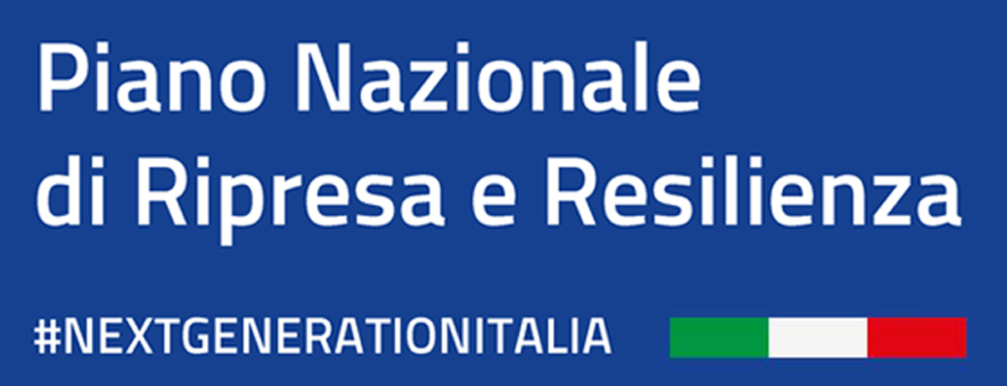 Piano Nazionale
di Ripresa e Resilienza
#NEXTGENERATIONITALIA